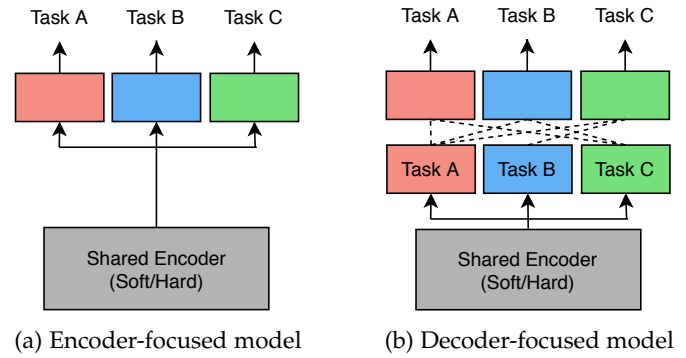 Task A Task B Task C
Shared Encoder
(Soft/Hard)
(a) Encoder-focused model
Task A Task B Task C
Task A Task B Task C
Shared Encoder
(Soft/Hard)
(b) Decoder-focused model